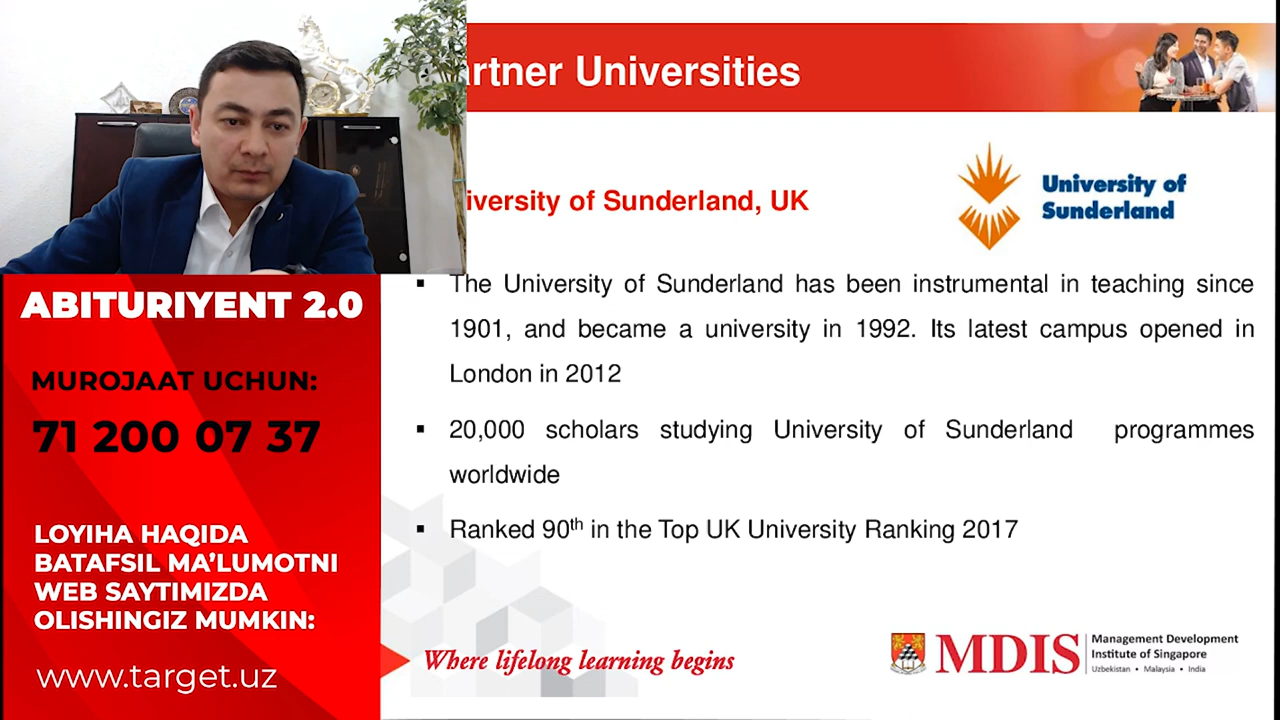 artner Universities
iversity of Sunderland, UK
University of
Sunderland
▪ The University of Sunderland has been instrumental in teaching since
1901, and became a university in 1992. Its latest campus opened in
London in 2012
▪ 20,000 scholars studying University of Sunderland programmes
worldwide
▪ Ranked 90th in the Top UK University Ranking 2017
ABITURIYENT 2.0
MUROJAAT UCHUN:
71 200 07 37
LOYIHA HAQIDA
BATAFSIL MA’LUMOTNI
WEB SAYTIMIZDA
OLISHINGIZ MUMKIN:
www.target.uz
Where lifelong learning begins
MDIS
Management Development
Institute of Singapore
Uzbekistan • Malaysia • India